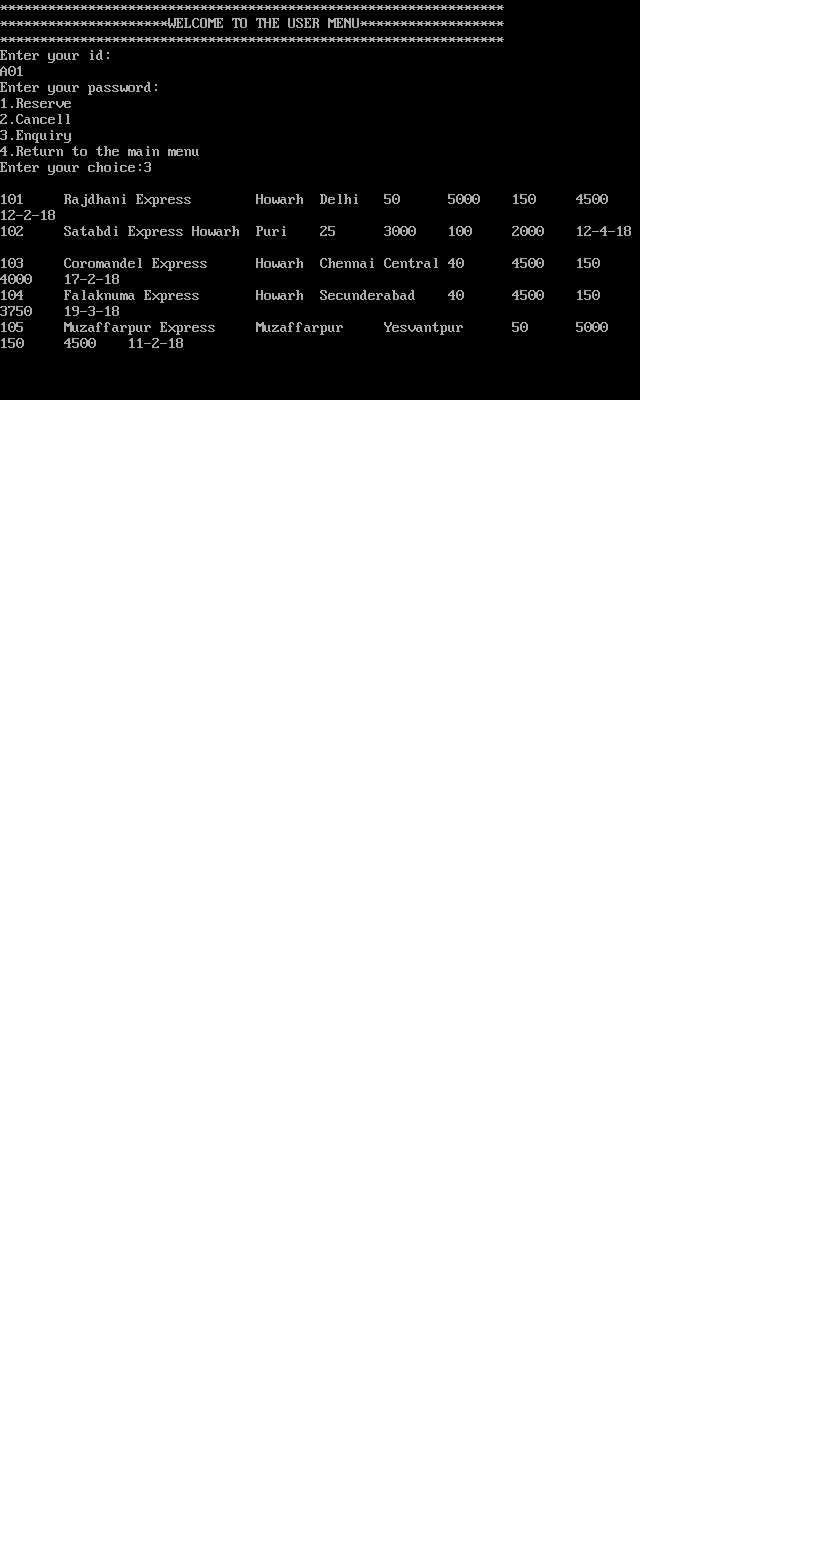 ***************************************************************
*********************WELCOME TO THE USER MENU******************
***************************************************************
Enter your id:
A01
Enter your password:
1.Reserve
2.Cancell
3.Enquiry
4.Return to the main menu
Enter your choice:3
101     Rajdhani Express        Howarh  Delhi   50      5000    150     4500
12-2-18
102     Satabdi Express Howarh  Puri    25      3000    100     2000    12-4-18
103     Coromandel Express      Howarh  Chennai Central 40      4500    150
4000    17-2-18
104     Falaknuma Express       Howarh  Secunderabad    40      4500    150
3750    19-3-18
105     Muzaffarpur Express     Muzaffarpur     Yesvantpur      50      5000
150     4500    11-2-18